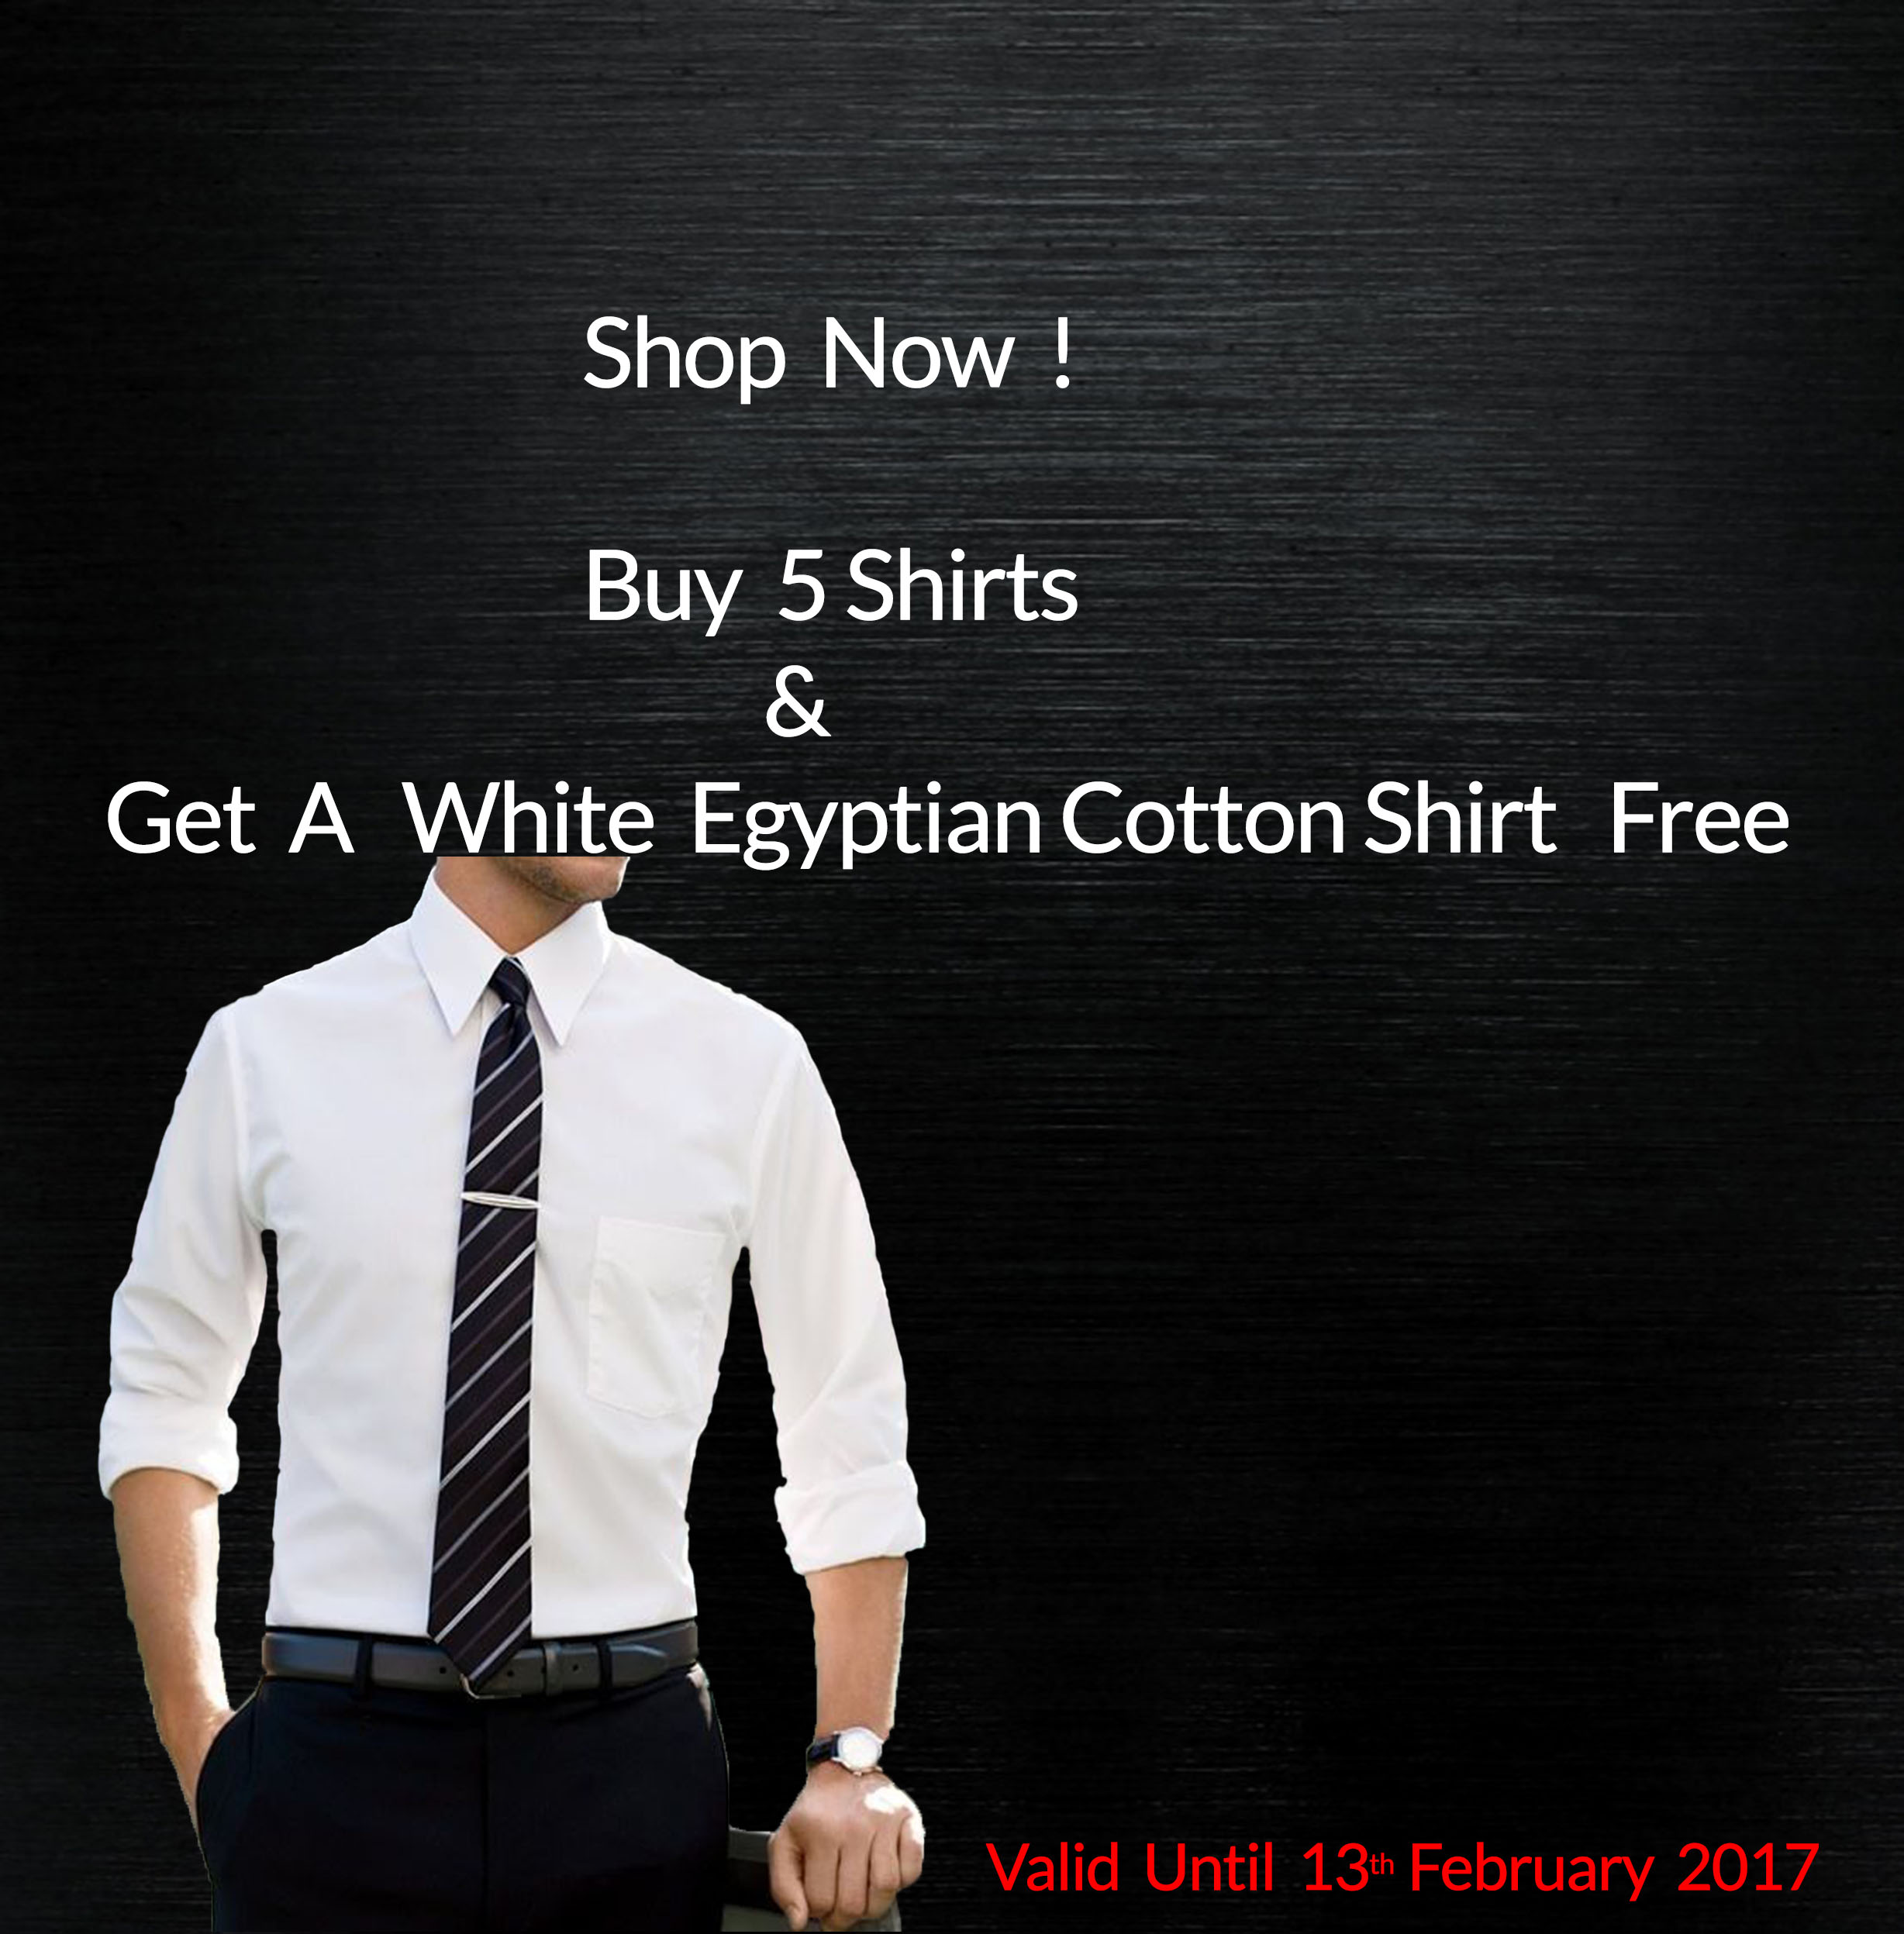 Shop Now !
Buy 5 Shirts
&
Get A White Egyptian Cotton Shirt Free
Valid Until 13th February 2017